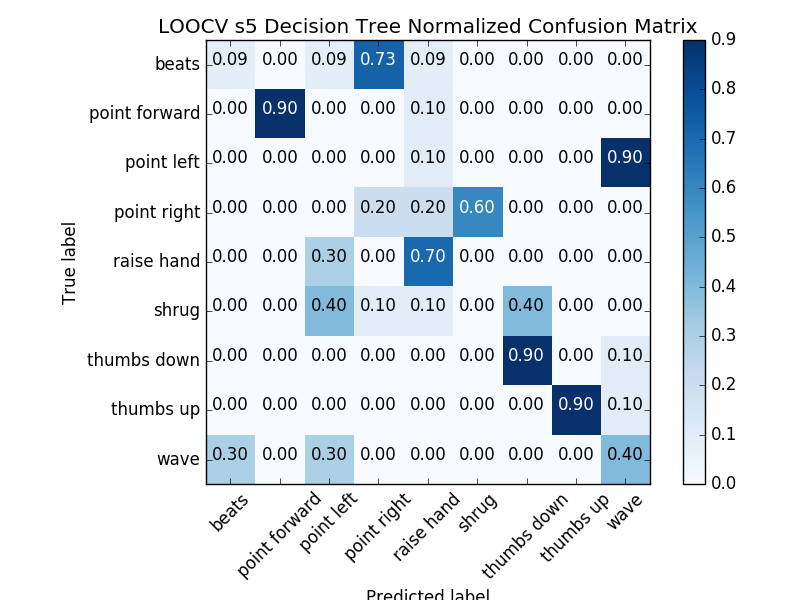 LOOCV s5 Decision Tree Normalized Confusion Matrix
beats 0.09 0.00 0.09 0.73 0.09 0.00 0.00 0.00 0.00
point forward 0.00 0.90 0.00 0.00 0.10 0.00 0.00 0.00 0.00
point left 0.00 0.00 0.00 0.00 0.10 0.00 0.00 0.00 0.90
point right 0.00 0.00 0.00 0.20 0.20 0.60 0.00 0.00 0.00
raise hand 0.00 0.00 0.30 0.00 0.70 0.00 0.00 0.00 0.00
shrug 0.00 0.00 0.40 0.10 0.10 0.00 0.40 0.00 0.00
thumbs down 0.00 0.00 0.00 0.00 0.00 0.00 0.90 0.00 0.10
thumbs up 0.00 0.00 0.00 0.00 0.00 0.00 0.00 0.90 0.10
wave 0.30 0.00 0.30 0.00 0.00 0.00 0.00 0.00 0.40
True label
beats
point forward
point left
point right
raise hand
shrug
thumbs down
thumbs up
wave
Predicted label
0.9
0.8
0.7
0.6
0.5
0.4
0.3
0.2
0.1
0.0